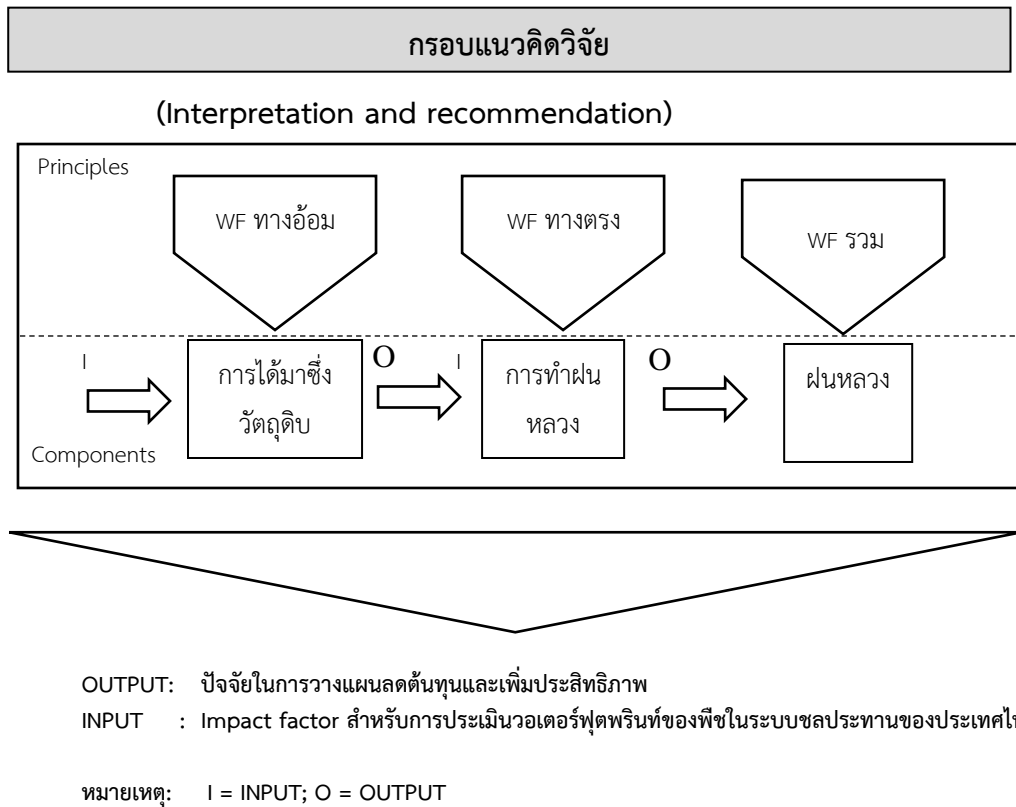 กรอบแนวคิดวิจัย
(Interpretation and recommendation)
Principles
WF ทางอ้อม
WF ทางตรง
WF รวม
I
การได้มาซึ่ง
วัตถุดิบ
O
I
การทำฝน
หลวง
O
ฝนหลวง
Components
OUTPUT: ปัจจัยในการวางแผนลดต้นทุนและเพิ่มประสิทธิภาพ
INPUT : Impact factor สำหรับการประเมินวอเตอร์ฟุตพรินท์ของพืชในระบบชลประทานของประเทศ
หมายเหตุ: I = INPUT; O = OUTPUT